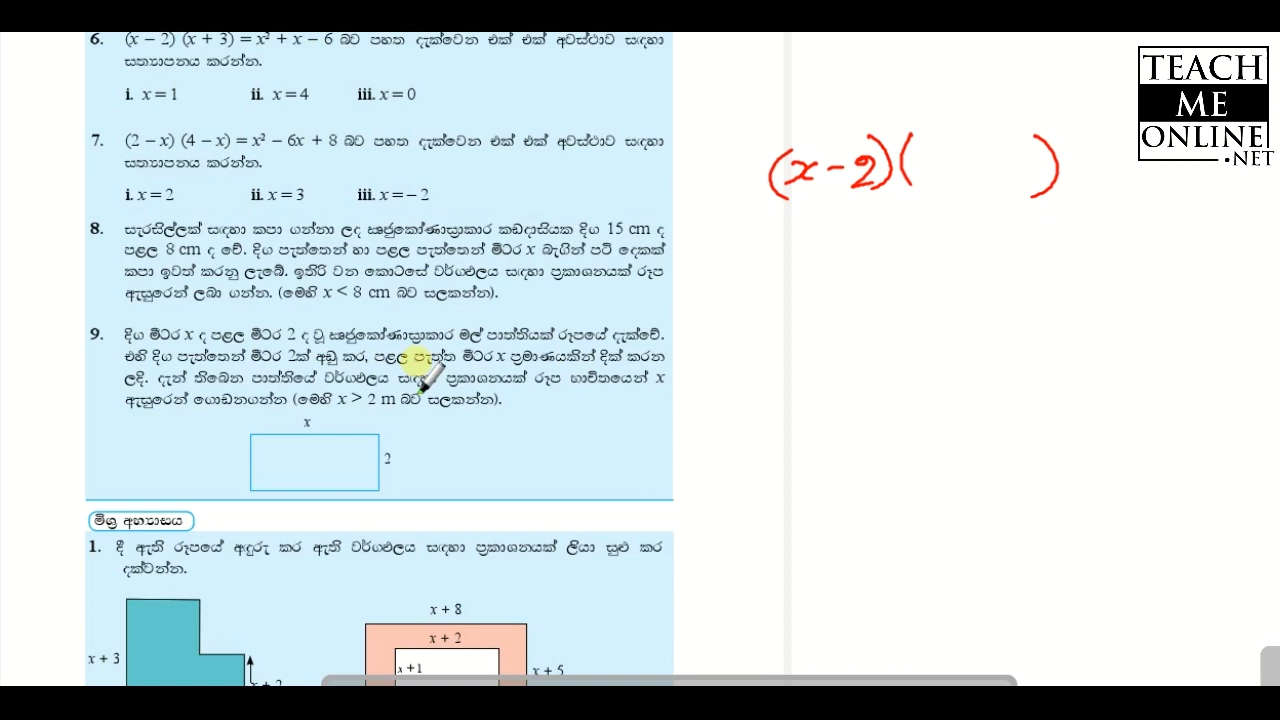 6. (x − 2) (x + 3) = x² + x − 6 බව පහත දැක්වෙන එක් එක් අවස්ථාව සඳහා
සත්‍යාපනය කරන්න.
i. x = 1 ii. x = 4 iii. x = 0
7. (2 − x) (4 − x) = x² − 6x + 8 බව පහත දැක්වෙන එක් එක් අවස්ථාව සඳහා
සත්‍යාපනය කරන්න.
i. x = 2 ii. x = 3 iii. x = − 2
8. සැරසිල්ලක් සඳහා කපා ගන්නා ලද ඍජුකෝණාස්‍රාකාර කඩදාසියක දිග 15 cm ද
පළල 8 cm ද වේ. දිග පැත්තෙන් හා පළල පැත්තෙන් මීටර x බැගින් පටි දෙකක්
කපා ඉවත් කරනු ලැබේ. ඉතිරි වන කොටසේ වර්ගඵලය සඳහා ප්‍රකාශනයක් රූප
ඇසුරෙන් ලබා ගන්න. (මෙහි x < 8 cm බව සලකන්න).
9. දිග මීටර x ද පළල මීටර 2 ද වූ ඍජුකෝණාස්‍රාකාර මල් පාත්තියක් රූපයේ දැක්වේ.
එහි දිග පැත්තෙන් මීටර 2ක් අඩු කර, පළල පැත්ත මීටර x ප්‍රමාණයකින් දික් කරන
ලදි. දැන් තිබෙන පාත්තියේ වර්ගඵලය සඳහා ප්‍රකාශනයක් රූප භාවිතයෙන් x
ඇසුරෙන් ගොඩනගන්න (මෙහි x > 2 m බව සලකන්න).
x
2
මිශ්‍ර අභ්‍යාසය
1. දී ඇති රූපයේ අඳුරු කර ඇති වර්ගඵලය සඳහා ප්‍රකාශනයක් ලියා සුළු කර
දක්වන්න.
x + 8
x + 2
x + 3
x + 1
x + 5
(x − 2)( )
TEACH
ME
ONLINE
.NET